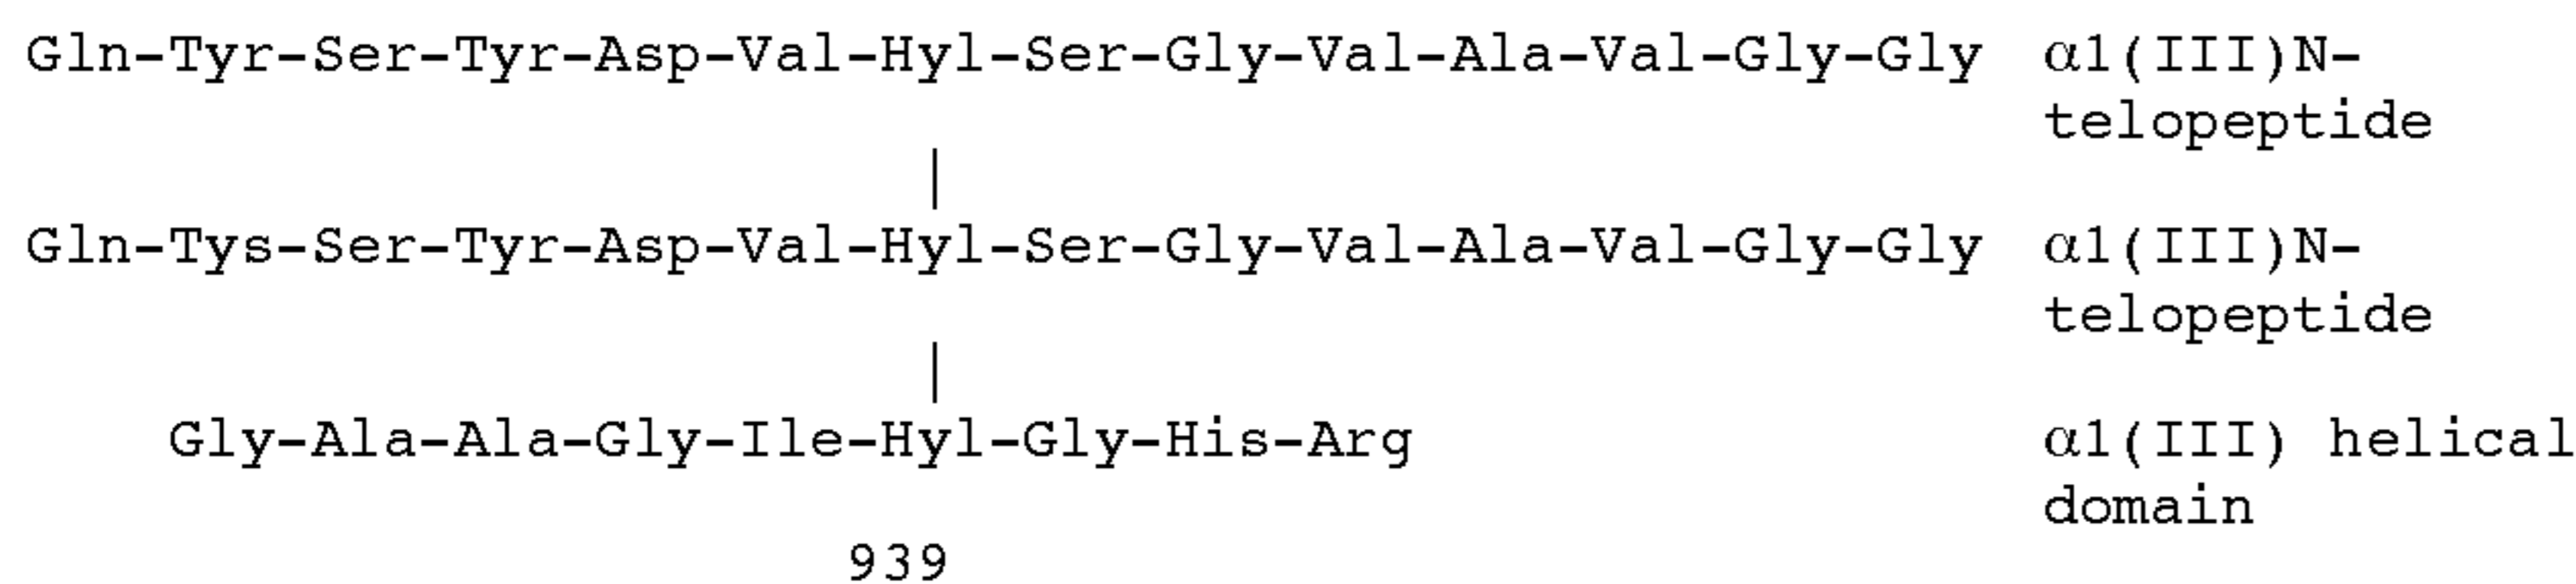 Gln-Tyr-Ser-Tyr-Asp-Val-Hyl-Ser-Gly-Val-Ala-Val-Gly-Gly α1(III)N-
telopeptide
|
Gln-Tys-Ser-Tyr-Asp-Val-Hyl-Ser-Gly-Val-Ala-Val-Gly-Gly α1(III)N-
telopeptide
|
Gly-Ala-Ala-Gly-Ile-Hyl-Gly-His-Arg α1(III) helical
domain
939